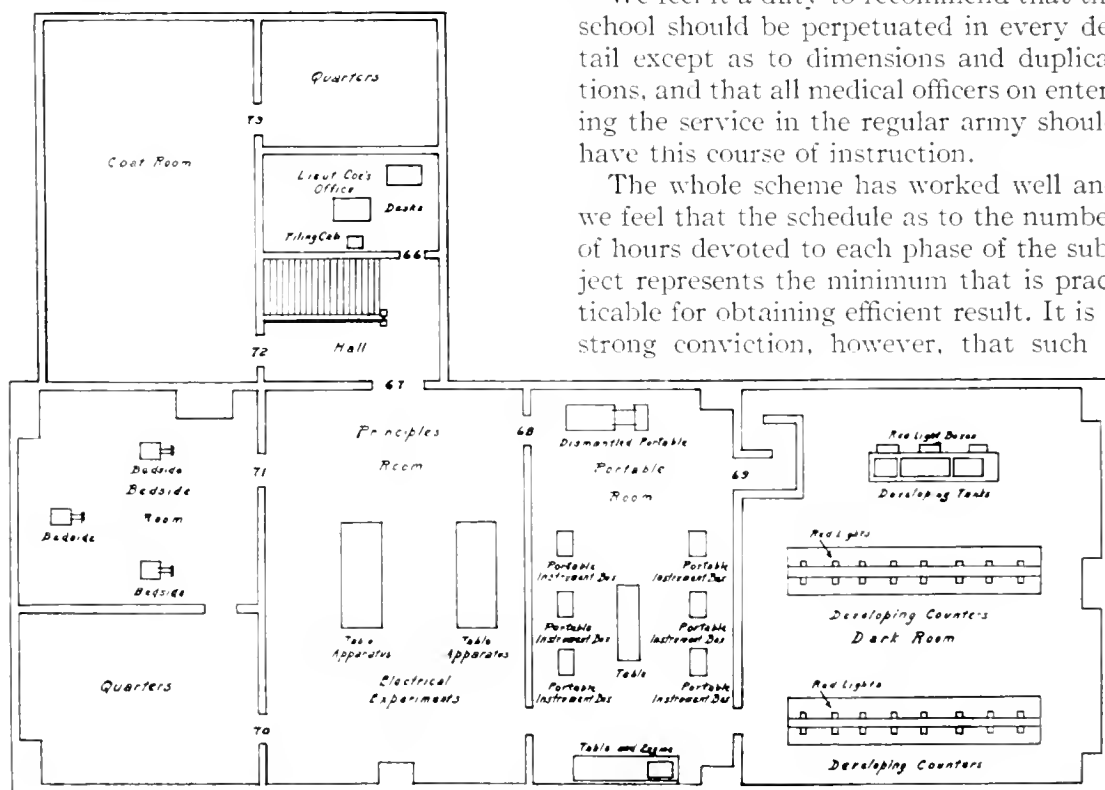 We feel it a duty to recommend that th
school should be perpetuated in every de
tail except as to dimensions and duplica
tions, and that all medical officers on enter
ing the service in the regular army shoul
have this course of instruction.
The whole scheme has worked well an
we feel that the schedule as to the numbe
of hours devoted to each phase of the sub
ject represents the minimum that is prac
ticable for obtaining efficient result. It is
strong conviction, however, that such
Quarters
73
Coat Room
Lieut Coe's
Office
Desks
Filing Cab
66
72
Hall
67
Bedside
Bedside
Room
Bedside
Bedside
71
Quarters
70
Principles
Room
68
Table
Apparatus
Table
Apparatus
Electrical
Experiments
Dismantled Portable
Portable
Room
69
Portable
Instrument Box
Portable
Instrument Box
Portable
Instrument Box
Portable
Instrument Box
Table
Portable
Instrument Box
Portable
Instrument Box
Table and Engine
Red Light Boxes
Developing Tanks
Red Lights
Developing Counters
Dark Room
Red Lights
Developing Counters